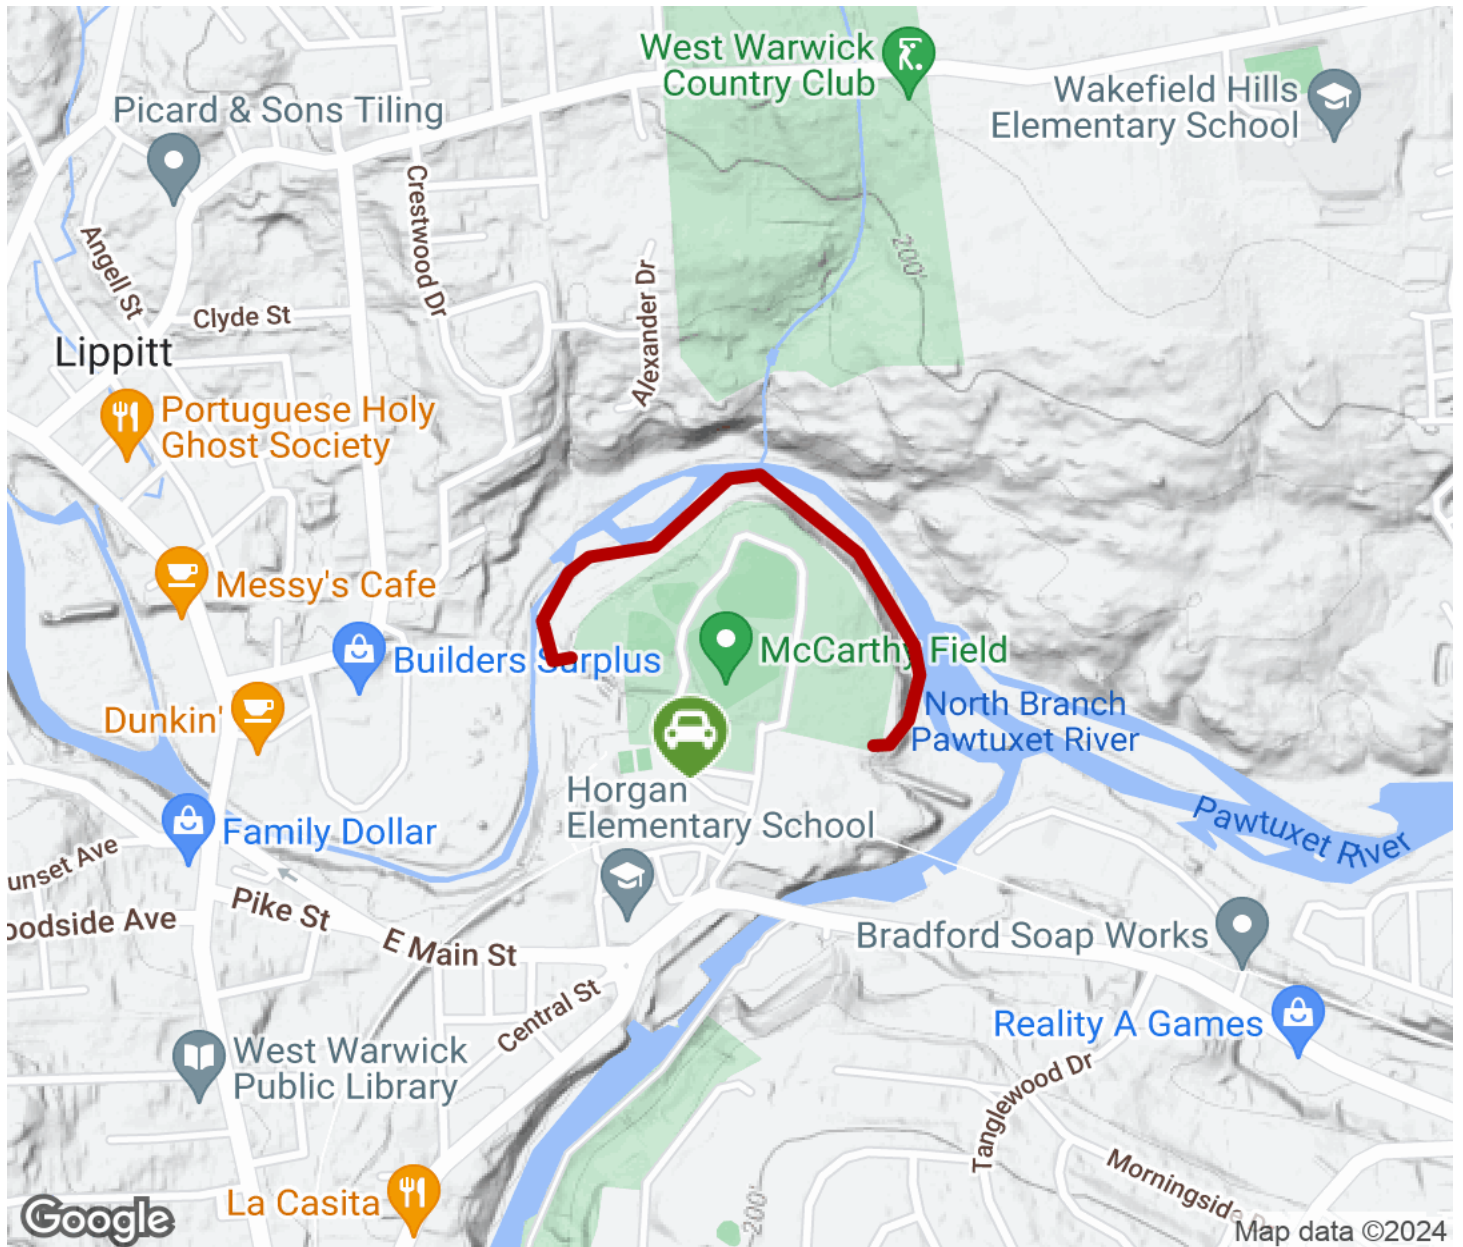 West Warwick
Country Club
Wakefield Hills
Elementary School
Picard & Sons Tiling
Crestwood Dr
Angell St
200'
Alexander Dr
Clyde St
Lippitt
Portuguese Holy
Ghost Society
Messy's Cafe
McCarthy Field
Builders Surplus
Dunkin'
North Branch
Pawtuxet River
Horgan
Elementary School
Pawtuxet River
Family Dollar
unset Ave
oodside Ave
Pike St
E Main St
Bradford Soap Works
Central St
Reality A Games
West Warwick
Public Library
Tanglewood Dr
Morningside D
La Casita
200'
Google
Map data ©2024